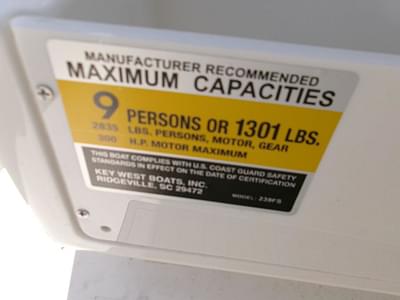 MANUFACTURER RECOMMENDED
MAXIMUM CAPACITIES
9 PERSONS OR 1301 LBS.
2835 LBS. PERSONS, MOTOR, GEAR
300 H.P. MOTOR MAXIMUM
THIS BOAT COMPLIES WITH U.S. COAST GUARD SAFETY
STANDARDS IN EFFECT ON THE DATE OF CERTIFICATION
KEY WEST BOATS, INC.
RIDGEVILLE, SC 29472
MODEL: 239FS